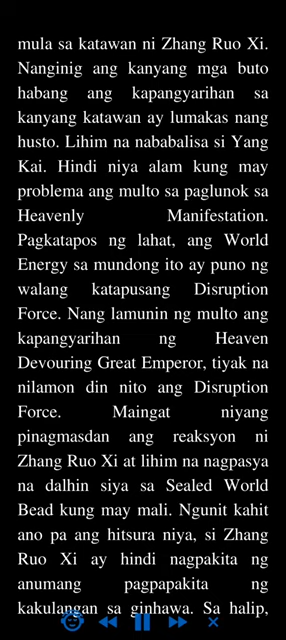 mula sa katawan ni Zhang Ruo Xi.
Nanginig ang kanyang mga buto
habang ang kapangyarihan sa
kanyang katawan ay lumakas nang
husto. Lihim na nababalisa si Yang
Kai. Hindi niya alam kung may
problema ang multo sa paglunok sa
Heavenly Manifestation.
Pagkatapos ng lahat, ang World
Energy sa mundong ito ay puno ng
walang katapusang Disruption
Force. Nang lamunin ng multo ang
kapangyarihan ng Heaven
Devouring Great Emperor, tiyak na
nilamon din nito ang Disruption
Force. Maingat niyang
pinagmasdan ang reaksyon ni
Zhang Ruo Xi at lihim na nagpasya
na dalhin siya sa Sealed World
Bead kung may mali. Ngunit kahit
ano pa ang hitsura niya, si Zhang
Ruo Xi ay hindi nagpakita ng
anumang pagpapakita ng
kakulangan sa ginhawa. Sa halip,